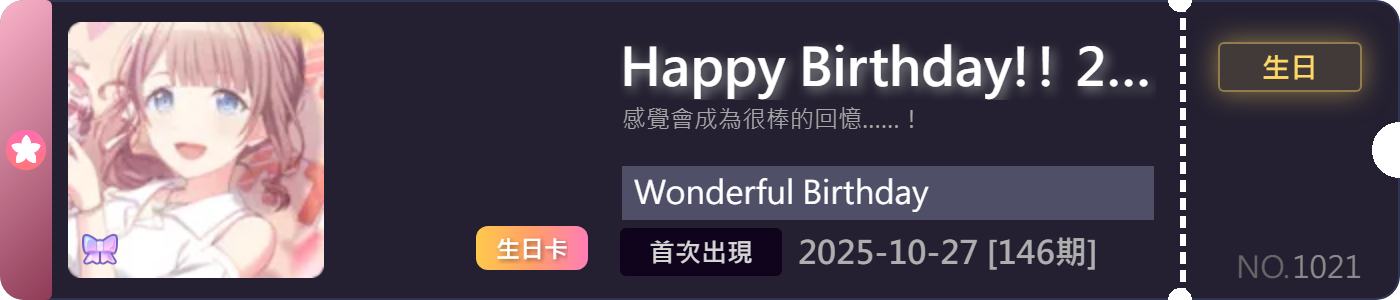 Happy Birthday!！ 2...
感覺會成為很棒的回憶......！
Wonderful Birthday
生日卡
首次出現
2025-10-27 [146期]
生日
NO.1021